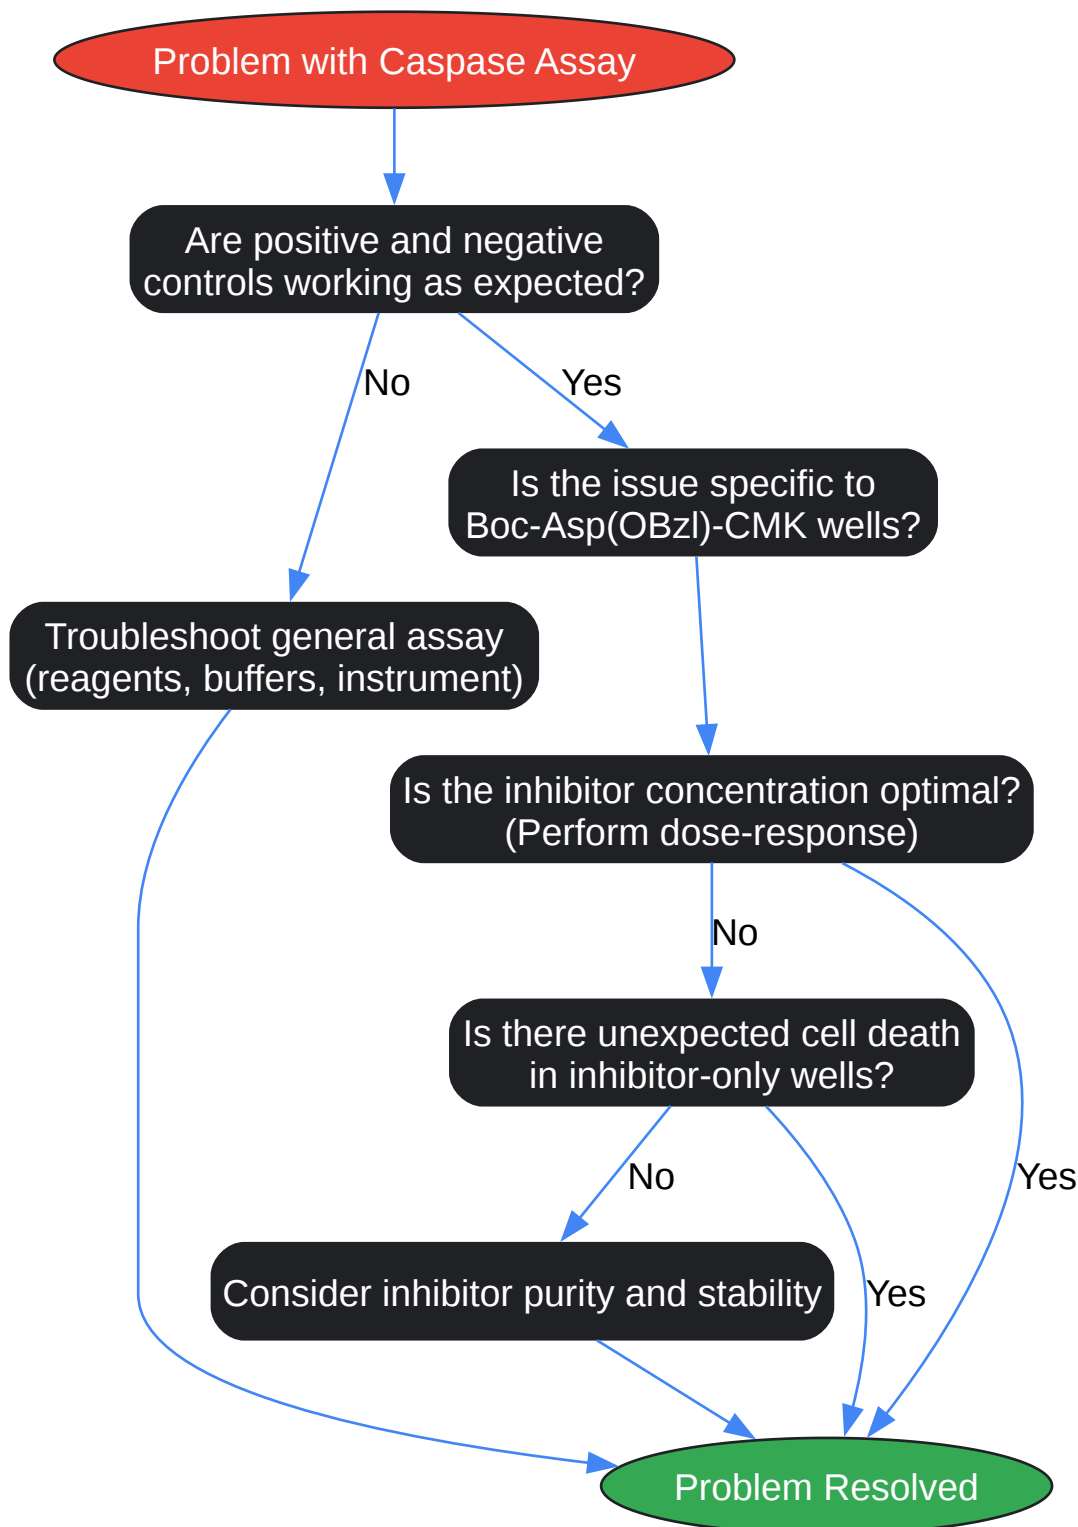 Problem with Caspase Assay
Are positive and negative
controls working as expected?
No
Yes
Is the issue specific to
Boc-Asp(OBzl)-CMK wells?
Troubleshoot general assay
(reagents, buffers, instrument)
Is the inhibitor concentration optimal?
(Perform dose-response)
No
Is there unexpected cell death
in inhibitor-only wells?
No
Yes
Consider inhibitor purity and stability
Yes
Problem Resolved